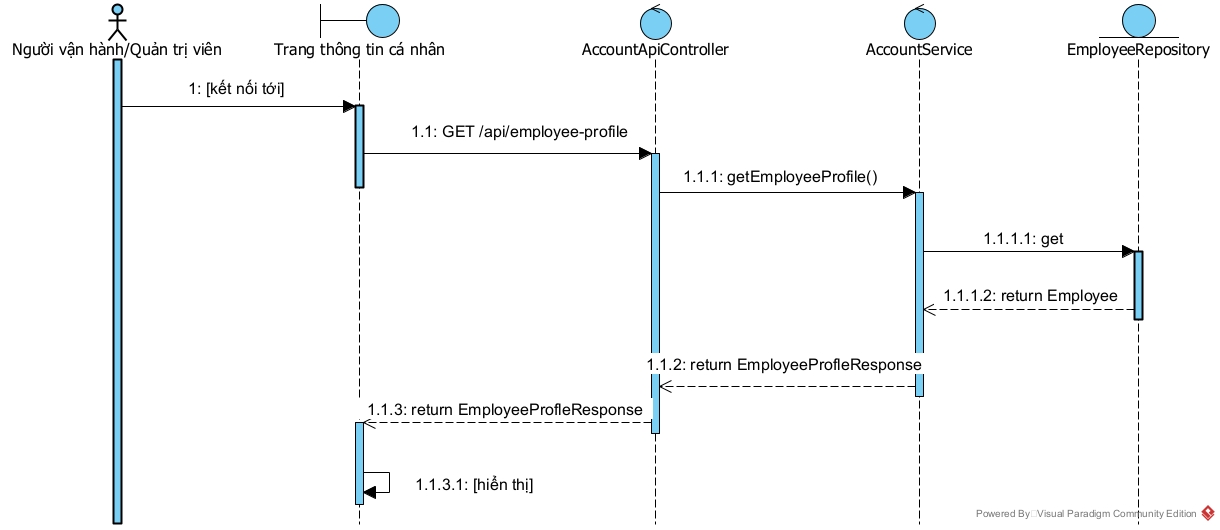 Người vận hành/Quản trị viên
Trang thông tin cá nhân
AccountApiController
AccountService
EmployeeRepository
1: [kết nối tới]
1.1: GET /api/employee-profile
1.1.1: getEmployeeProfile()
1.1.1.1: get
1.1.1.2: return Employee
1.1.2: return EmployeeProfleResponse
1.1.3: return EmployeeProfleResponse
1.1.3.1: [hiển thị]
Powered By Visual Paradigm Community Edition